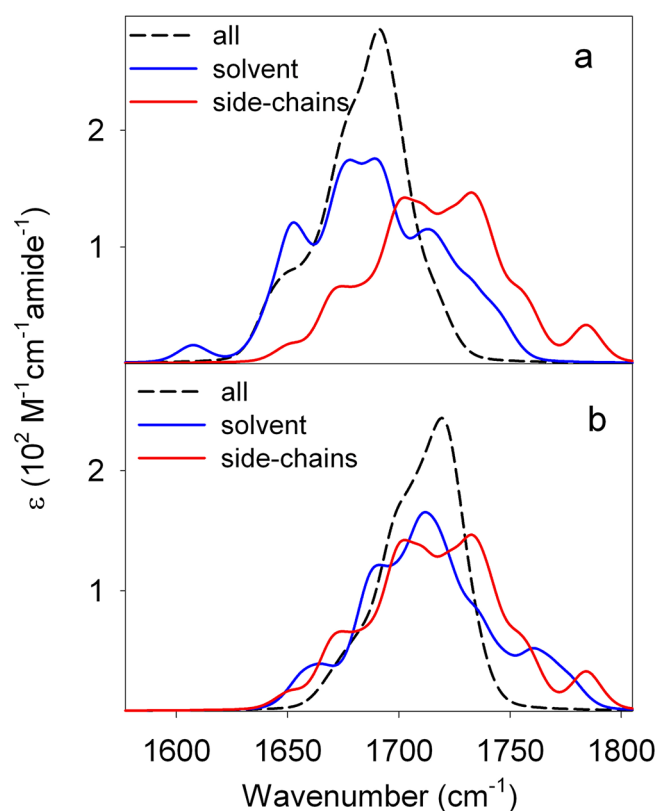 all
solvent
side-chains
a
2
1
all
solvent
side-chains
b
2
1
ε (10² M⁻¹cm⁻¹amide⁻¹)
1600 1650 1700 1750 1800
Wavenumber (cm⁻¹)